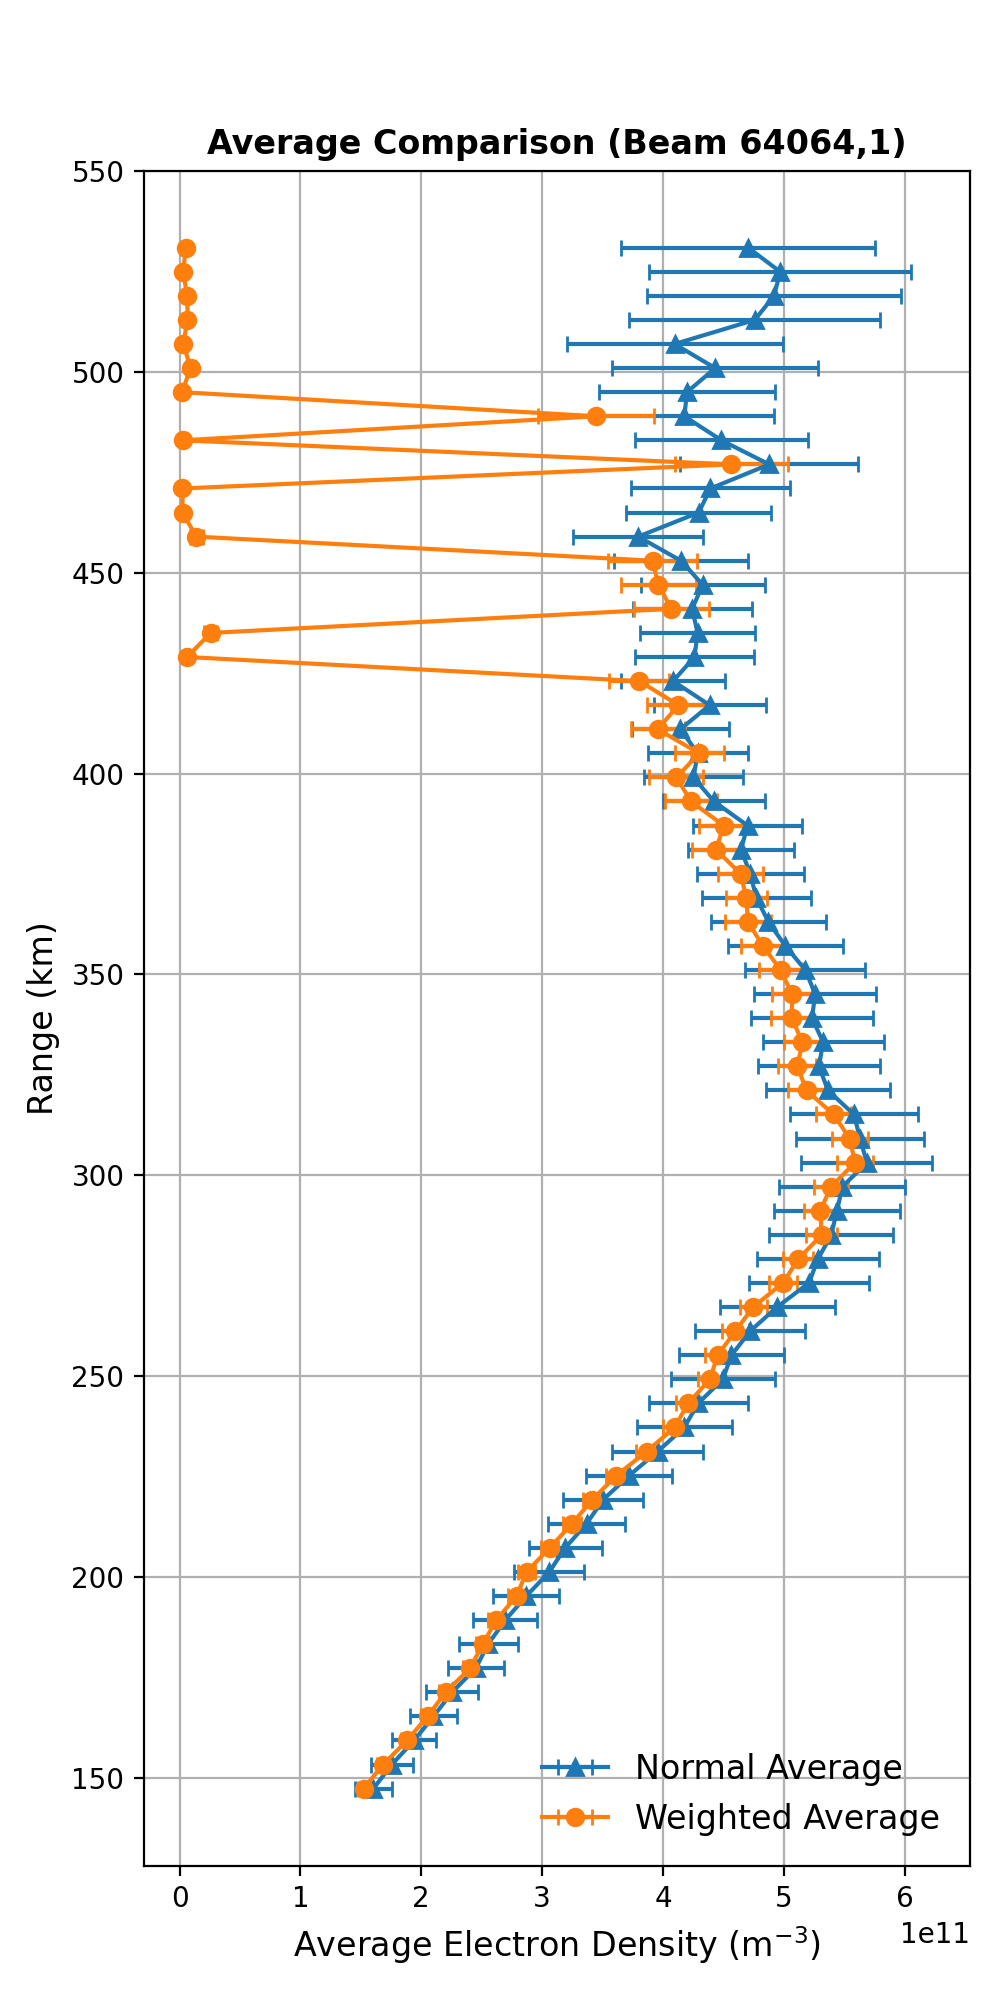 Average Comparison (Beam 64064,1)
550
500
450
400
350
300
250
200
150
Range (km)
Normal Average
Weighted Average
0 1 2 3 4 5 6
1e11
Average Electron Density (m⁻³)